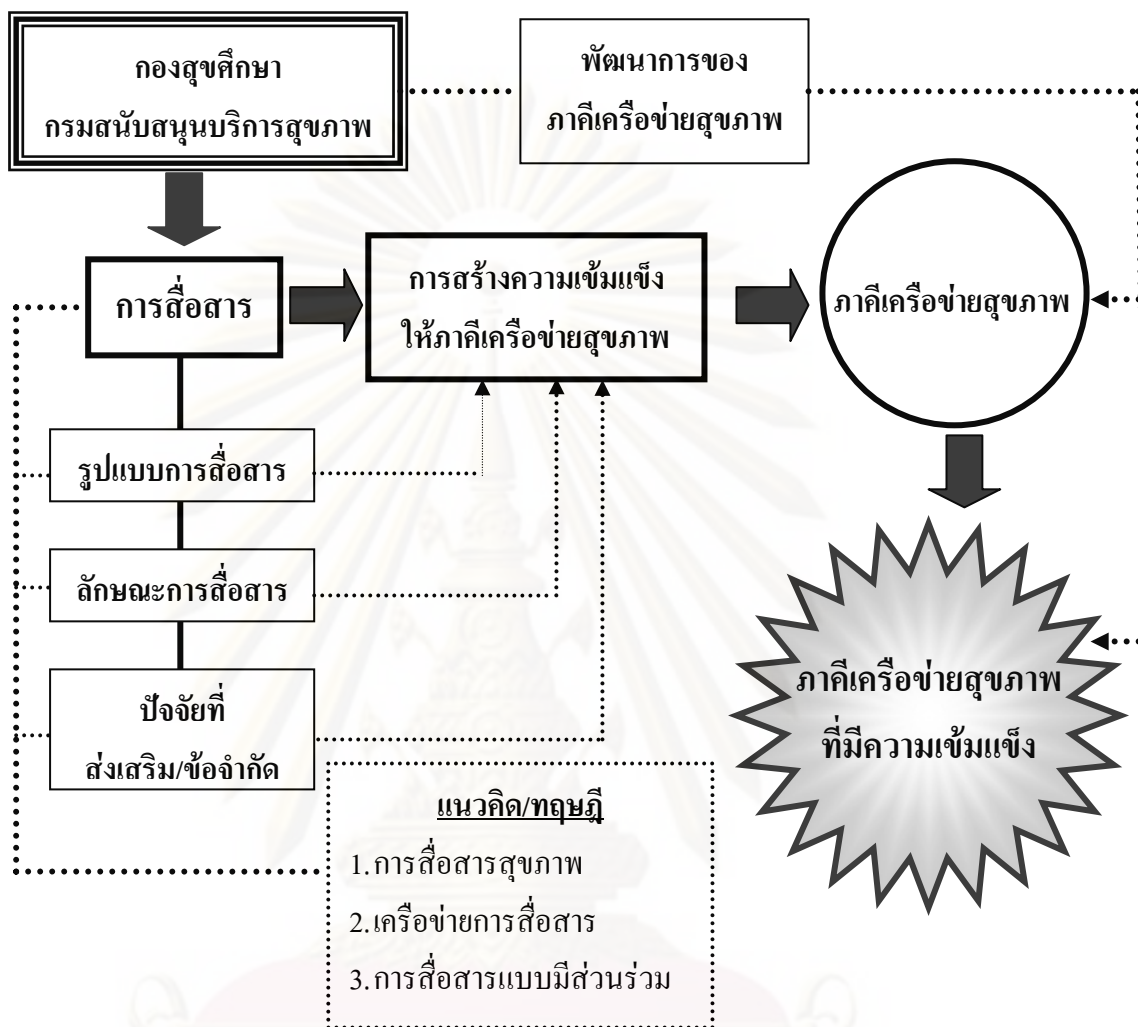 กองสุขศึกษา
กรมสนับสนุนบริการสุขภาพ
พัฒนาการของ
ภาคีเครือข่ายสุขภาพ
การสื่อสาร
การสร้างความเข้มแข็ง
ให้ภาคีเครือข่ายสุขภาพ
ภาคีเครือข่ายสุขภาพ
รูปแบบการสื่อสาร
ลักษณะการสื่อสาร
ปัจจัยที่
ส่งเสริม/ข้อจำกัด
ภาคีเครือข่ายสุขภาพ
ที่มีความเข้มแข็ง
แนวคิด/ทฤษฎี
1.การสื่อสารสุขภาพ
2.เครือข่ายการสื่อสาร
3.การสื่อสารแบบมีส่วนร่วม